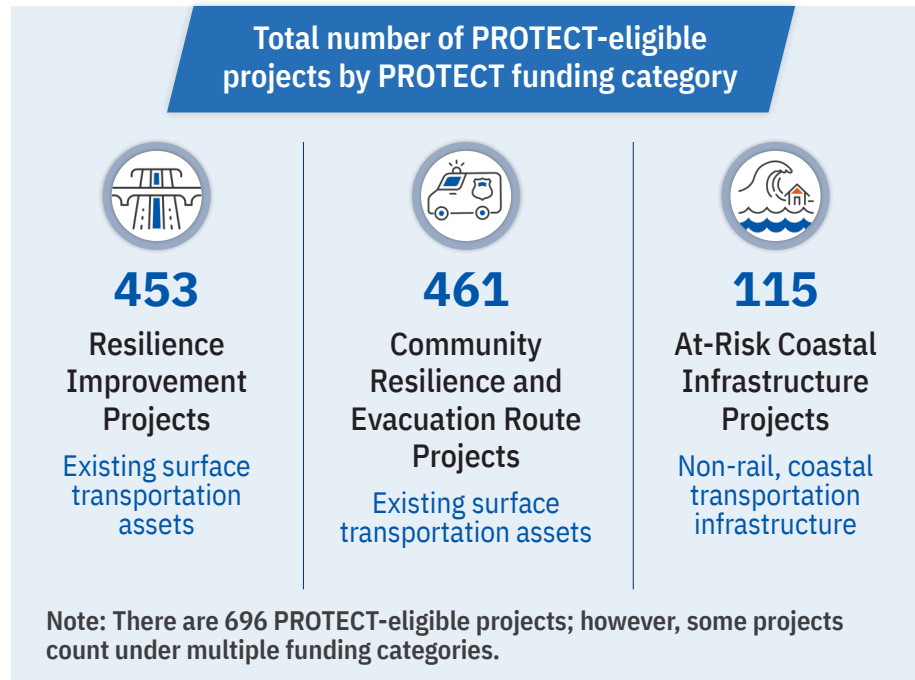 Total number of PROTECT-eligible
projects by PROTECT funding category
453
Resilience
Improvement
Projects
Existing surface
transportation
assets
461
Community
Resilience and
Evacuation Route
Projects
Existing surface
transportation assets
115
At-Risk Coastal
Infrastructure
Projects
Non-rail, coastal
transportation
infrastructure
Note: There are 696 PROTECT-eligible projects; however, some projects
count under multiple funding categories.